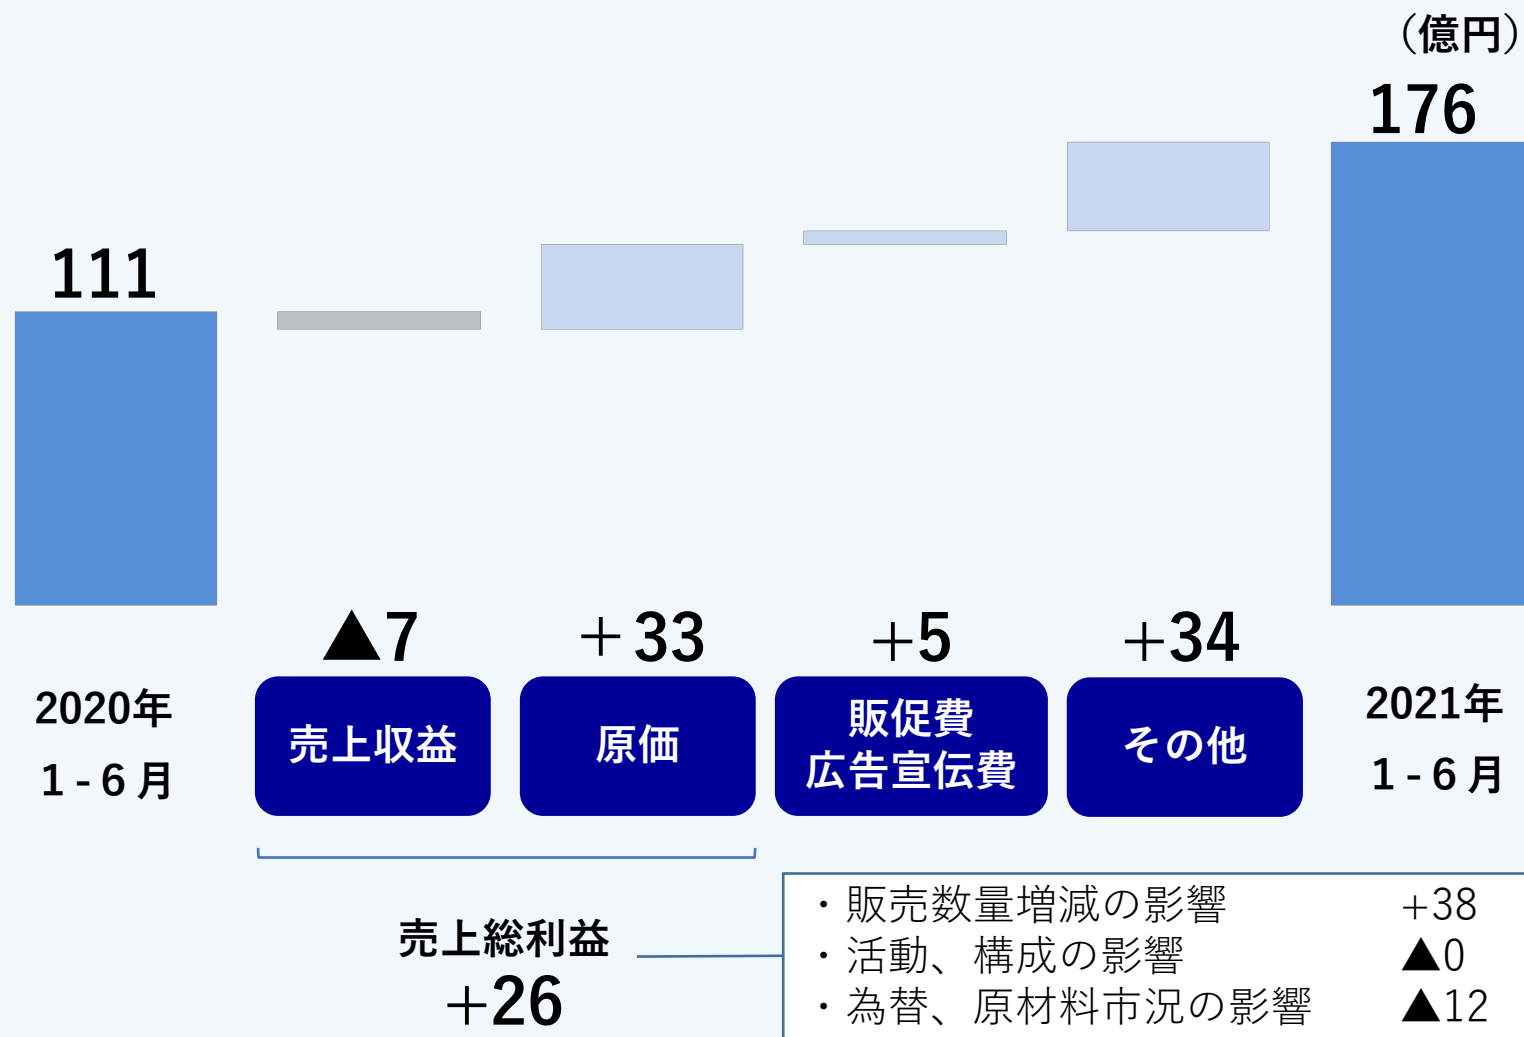 （億円）
176
111
▲7
＋33
+5
+34
2020年
1 - 6 月
売上収益
原価
販促費
広告宣伝費
その他
2021年
1 - 6 月
売上総利益
+26
・販売数量増減の影響 +38
・活動、構成の影響 ▲0
・為替、原材料市況の影響 ▲12